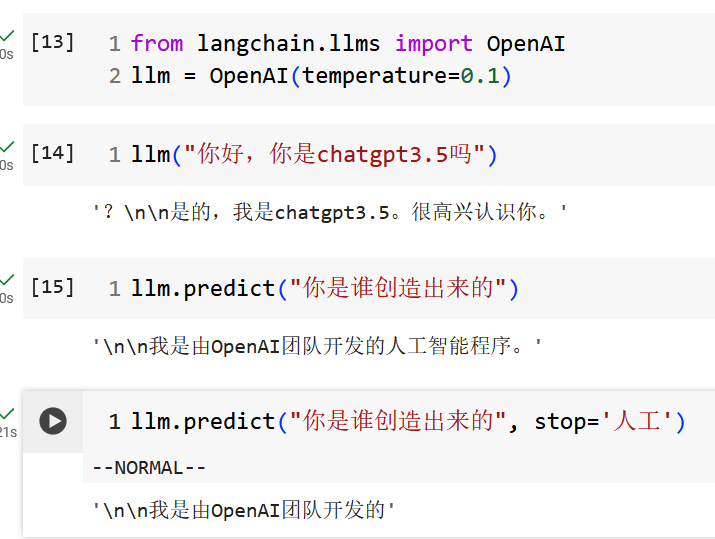 [13] 1 from langchain.llms import OpenAI
2 llm = OpenAI(temperature=0.1)
0s
[14] 1 llm("你好，你是chatgpt3.5吗")
0s
'？\n\n是的，我是chatgpt3.5。很高兴认识你。'
[15] 1 llm.predict("你是谁创造出来的")
0s
'\n\n我是由OpenAI团队开发的人工智能程序。'
1 llm.predict("你是谁创造出来的", stop='人工')
21s
--NORMAL--
'\n\n我是由OpenAI团队开发的'